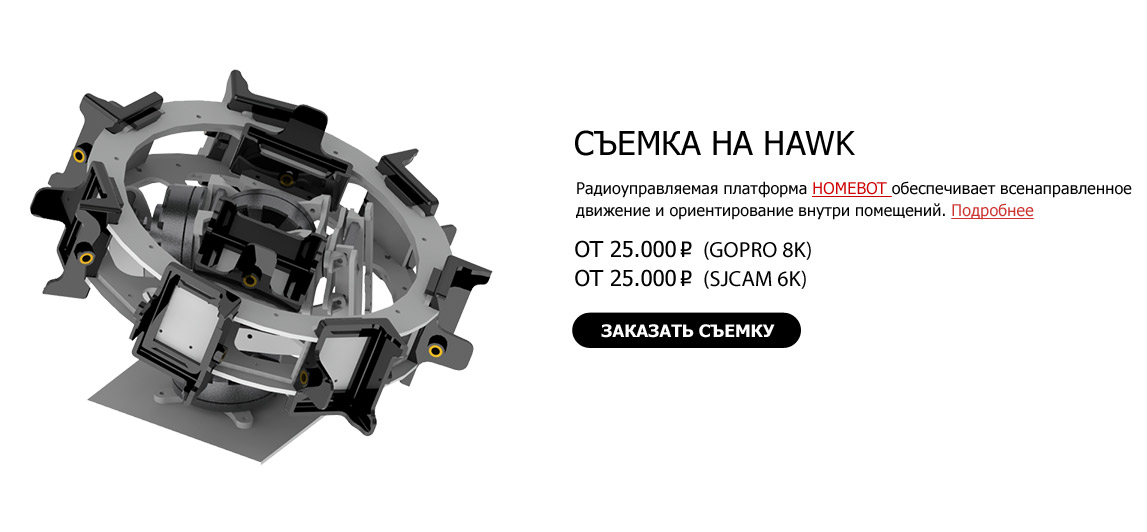 СЪЕМКА НА HAWK
Радиоуправляемая платформа HOMEBOT обеспечивает всенаправленное
движение и ориентирование внутри помещений. Подробнее
ОТ 25.000 ₽ (GOPRO 8K)
ОТ 25.000 ₽ (SJCAM 6K)
ЗАКАЗАТЬ СЪЕМКУ